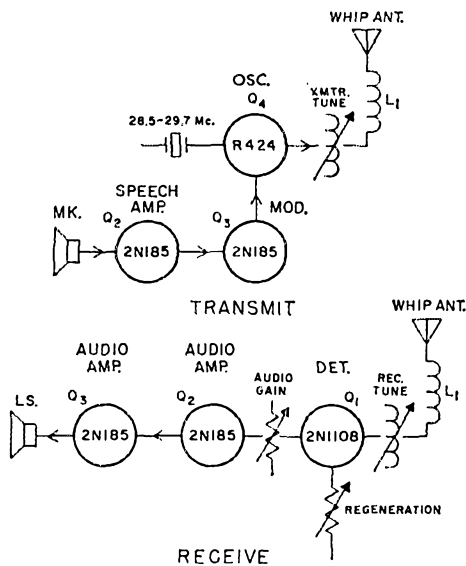 WHIP ANT.
OSC.
Q4
XMTR.
TUNE
L1
28.5-29.7 Mc.
R424
SPEECH
AMP.
MK.
Q2
Q3
MOD.
2N185
2N185
TRANSMIT
WHIP ANT.
AUDIO
AMP.
AUDIO
AMP.
AUDIO
GAIN
DET.
REC.
TUNE
L1
LS.
Q3
Q2
Q1
2N185
2N185
2N1108
REGENERATION
RECEIVE